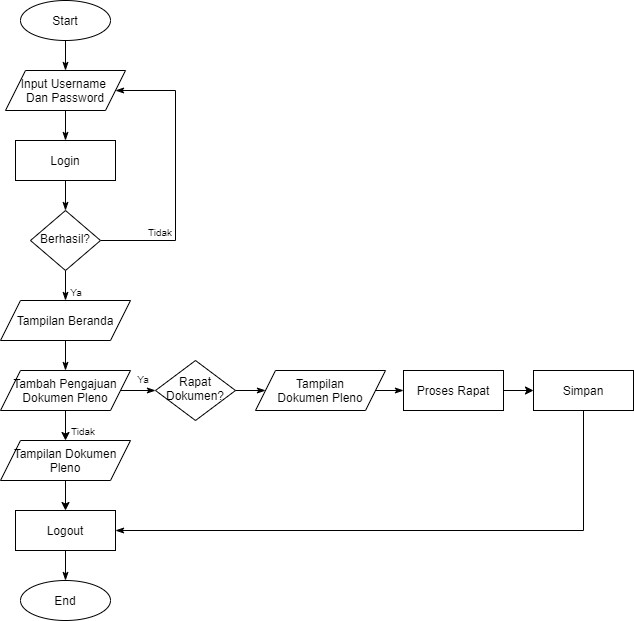 Start
Input Username
Dan Password
Login
Berhasil?
Tidak
Ya
Tampilan Beranda
Tambah Pengajuan
Dokumen Pleno
Ya
Rapat
Dokumen?
Tampilan
Dokumen Pleno
Proses Rapat
Simpan
Tidak
Tampilan Dokumen
Pleno
Logout
End